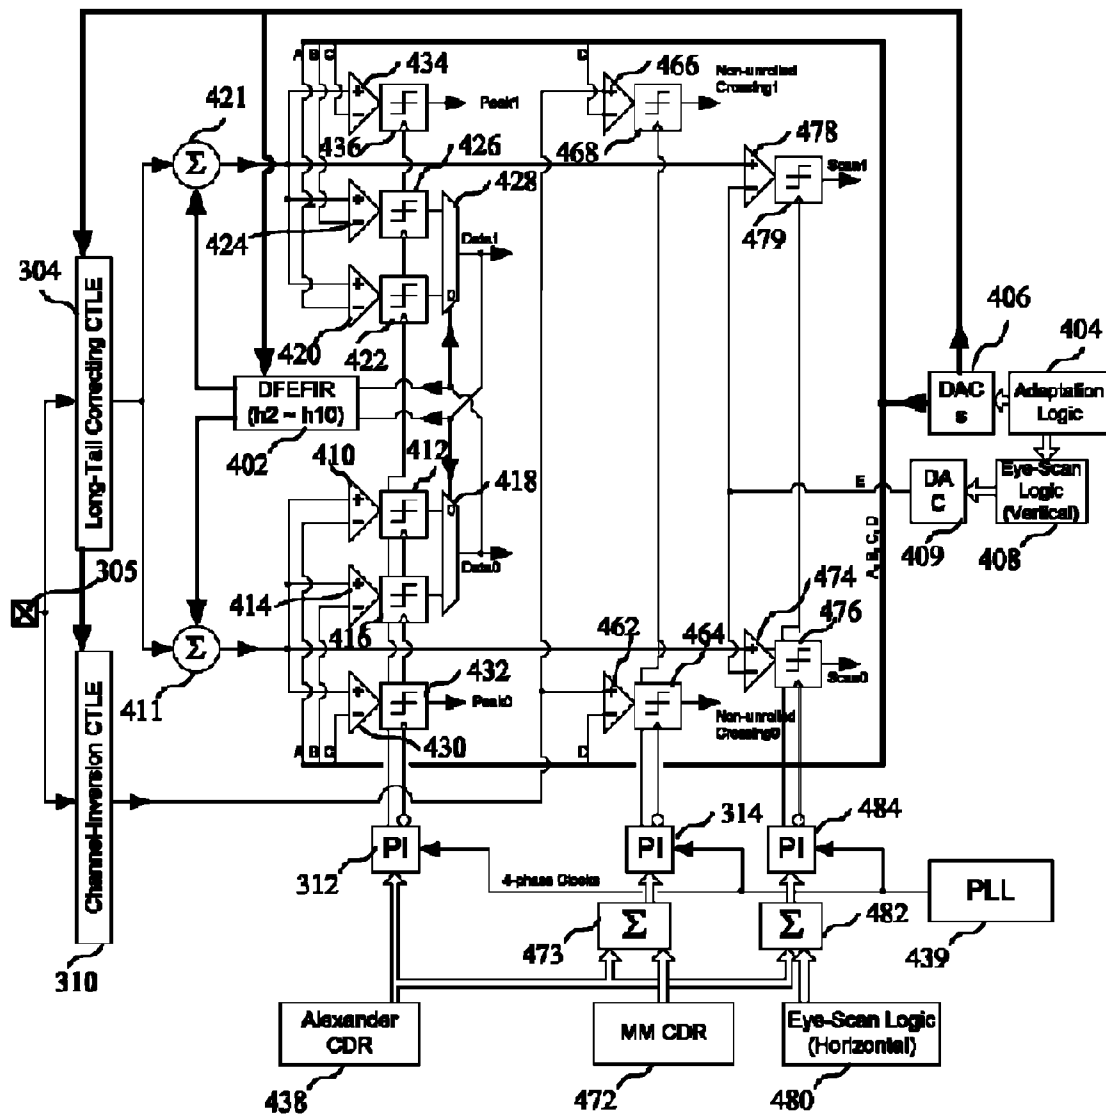 A
B
C
434
D
466
Non-unrolled
Crossing1
Peak1
421
436
426
468
478
Σ
Scan1
428
424
479
Data1
304
Long-Tail Correcting CTLE
420
422
406
404
DFEFIR
(h2 ~ h10)
DAC
s
Adaptation
Logic
402
410
412
418
E
DA
C
Eye-Scan
Logic
(Vertical)
409
408
A, B, C, D
305
Data0
414
416
474
476
462
464
Σ
411
432
Peak0
Scan0
430
Non-unrolled
Crossing0
A
B
C
D
310
Channel-Inversion CTLE
PI
312
PI
314
PI
484
4-phase Clocks
PLL
439
Σ
473
Σ
482
Alexander
CDR
438
MM CDR
472
Eye-Scan Logic
(Horizontal)
480